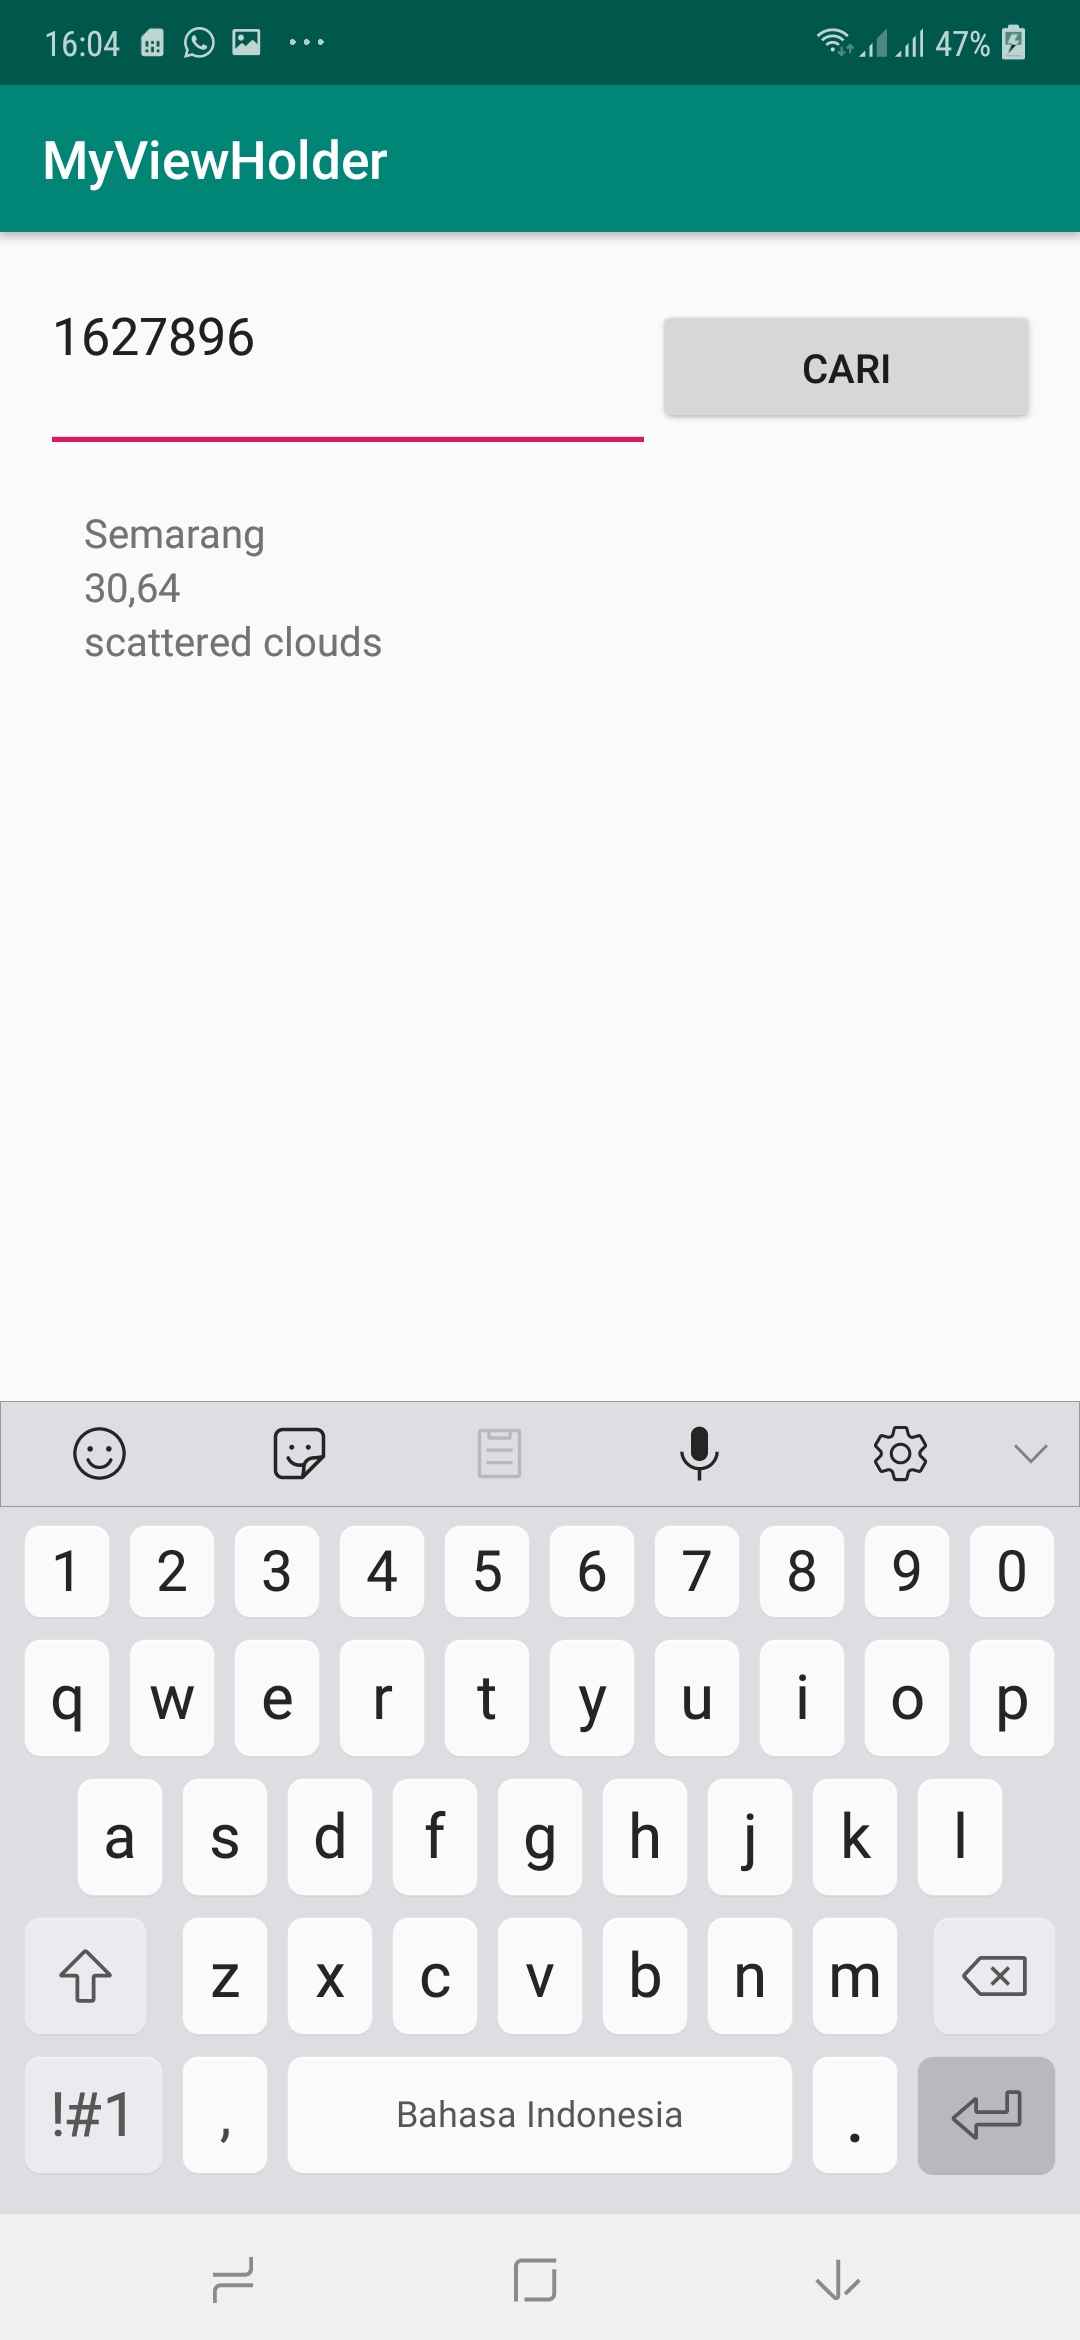 16:04 47%
MyViewHolder
1627896
CARI
Semarang
30,64
scattered clouds
1 2 3 4 5 6 7 8 9 0
q w e r t y u i o p
a s d f g h j k l
z x c v b n m
!#1 , Bahasa Indonesia .